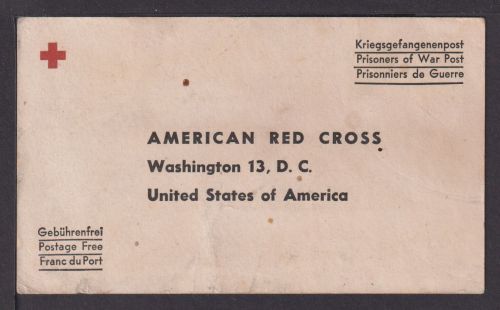 Kriegsgefangenenpost
Prisoners of War Post
Prisonniers de Guerre
AMERICAN RED CROSS
Washington 13, D. C.
United States of America
Gebührenfrei
Postage Free
Franc du Port